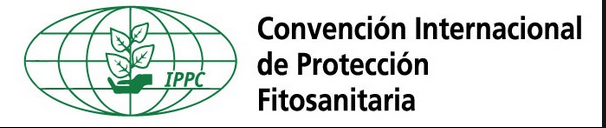 IPPC
Convención Internacional
de Protección
Fitosanitaria